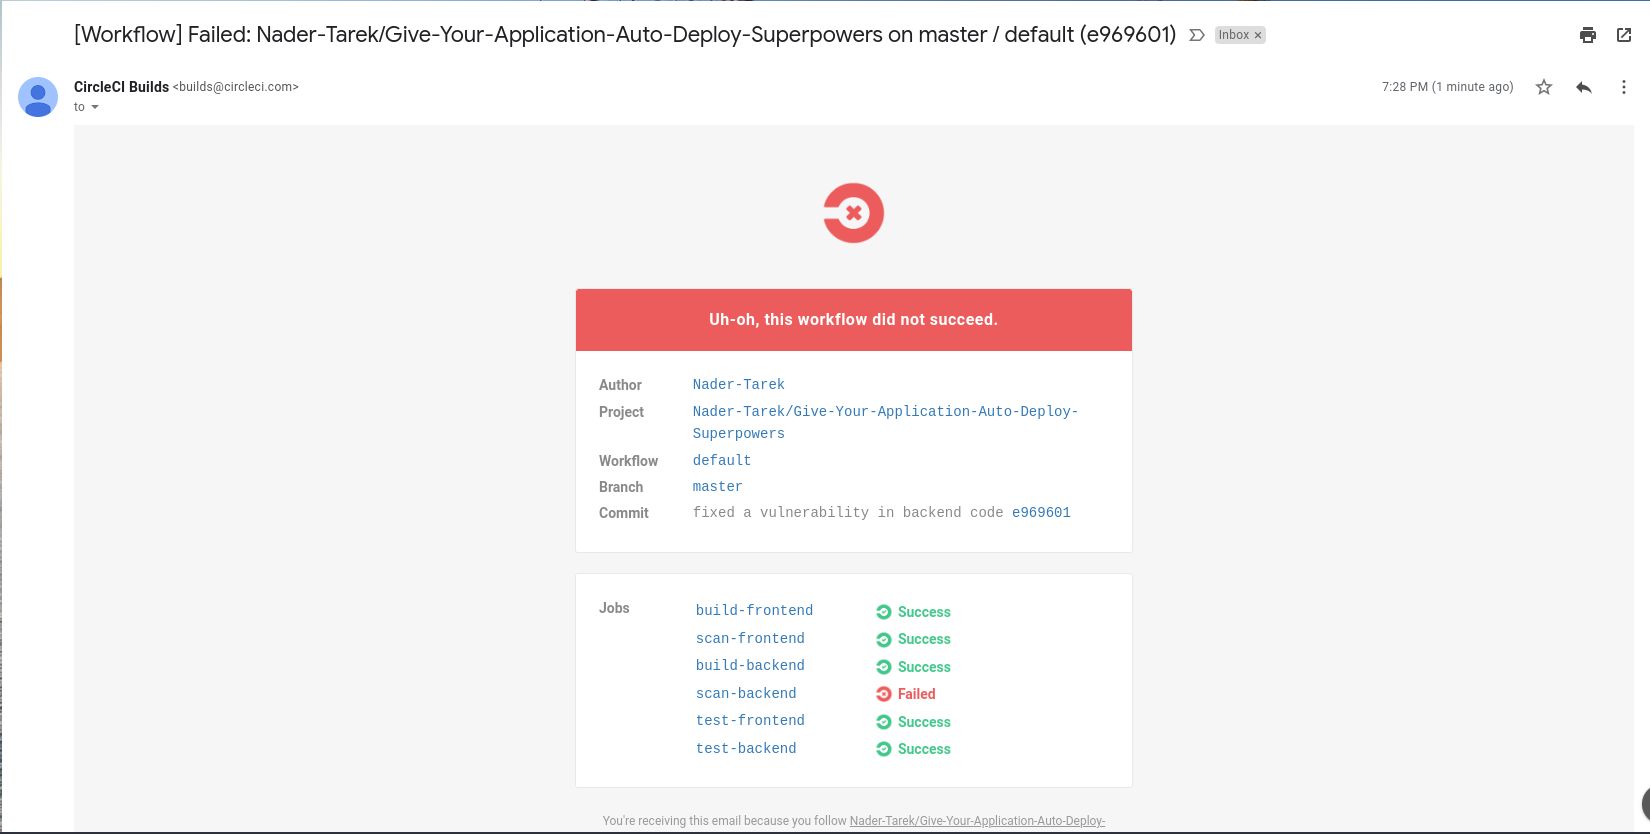 [Workflow] Failed: Nader-Tarek/Give-Your-Application-Auto-Deploy-Superpowers on master / default (e969601) Inbox ×
CircleCI Builds <builds@circleci.com> 7:28 PM (1 minute ago)
to
Uh-oh, this workflow did not succeed.
Author Nader-Tarek
Project Nader-Tarek/Give-Your-Application-Auto-Deploy-
Superpowers
Workflow default
Branch master
Commit fixed a vulnerability in backend code e969601
Jobs build-frontend Success
scan-frontend Success
build-backend Success
scan-backend Failed
test-frontend Success
test-backend Success
You're receiving this email because you follow Nader-Tarek/Give-Your-Application-Auto-Deploy-